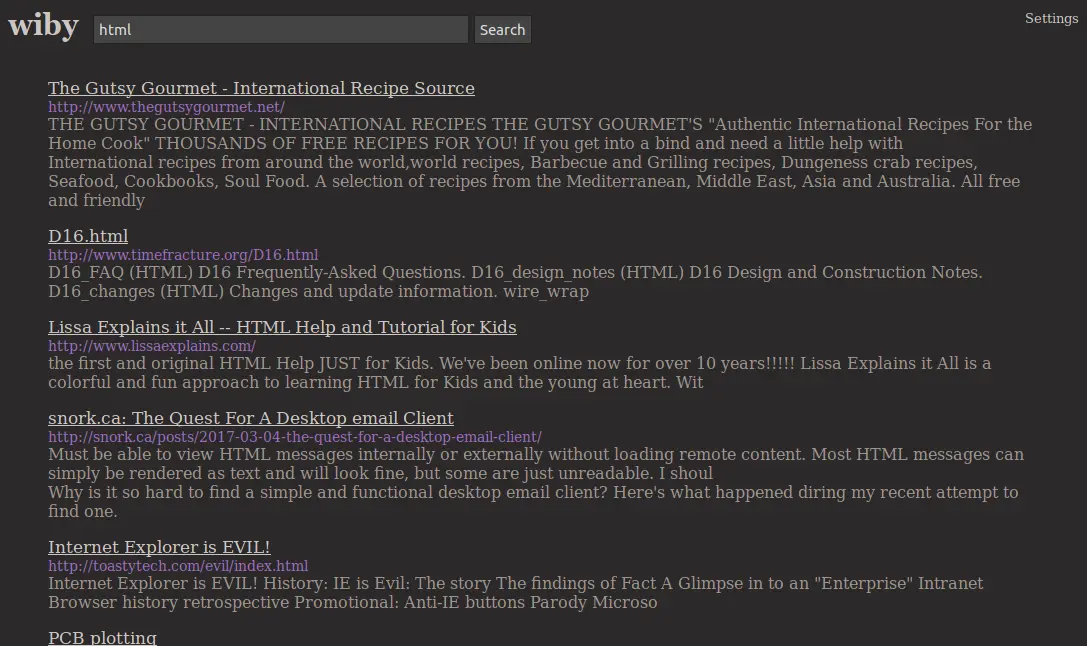 wiby
html
Search
Settings
The Gutsy Gourmet - International Recipe Source
http://www.thegutsygourmet.net/
THE GUTSY GOURMET - INTERNATIONAL RECIPES THE GUTSY GOURMET'S "Authentic International Recipes For the
Home Cook" THOUSANDS OF FREE RECIPES FOR YOU! If you get into a bind and need a little help with
International recipes from around the world,world recipes, Barbecue and Grilling recipes, Dungeness crab recipes,
Seafood, Cookbooks, Soul Food. A selection of recipes from the Mediterranean, Middle East, Asia and Australia. All free
and friendly
D16.html
http://www.timefracture.org/D16.html
D16_FAQ (HTML) D16 Frequently-Asked Questions. D16_design_notes (HTML) D16 Design and Construction Notes.
D16_changes (HTML) Changes and update information. wire_wrap
Lissa Explains it All -- HTML Help and Tutorial for Kids
http://www.lissaexplains.com/
the first and original HTML Help JUST for Kids. We've been online now for over 10 years!!!!! Lissa Explains it All is a
colorful and fun approach to learning HTML for Kids and the young at heart. Wit
snork.ca: The Quest For A Desktop email Client
http://snork.ca/posts/2017-03-04-the-quest-for-a-desktop-email-client/
Must be able to view HTML messages internally or externally without loading remote content. Most HTML messages can
simply be rendered as text and will look fine, but some are just unreadable. I shoul
Why is it so hard to find a simple and functional desktop email client? Here's what happened diring my recent attempt to
find one.
Internet Explorer is EVIL!
http://toastytech.com/evil/index.html
Internet Explorer is EVIL! History: IE is Evil: The story The findings of Fact A Glimpse in to an "Enterprise" Intranet
Browser history retrospective Promotional: Anti-IE buttons Parody Microso
PCB plotting